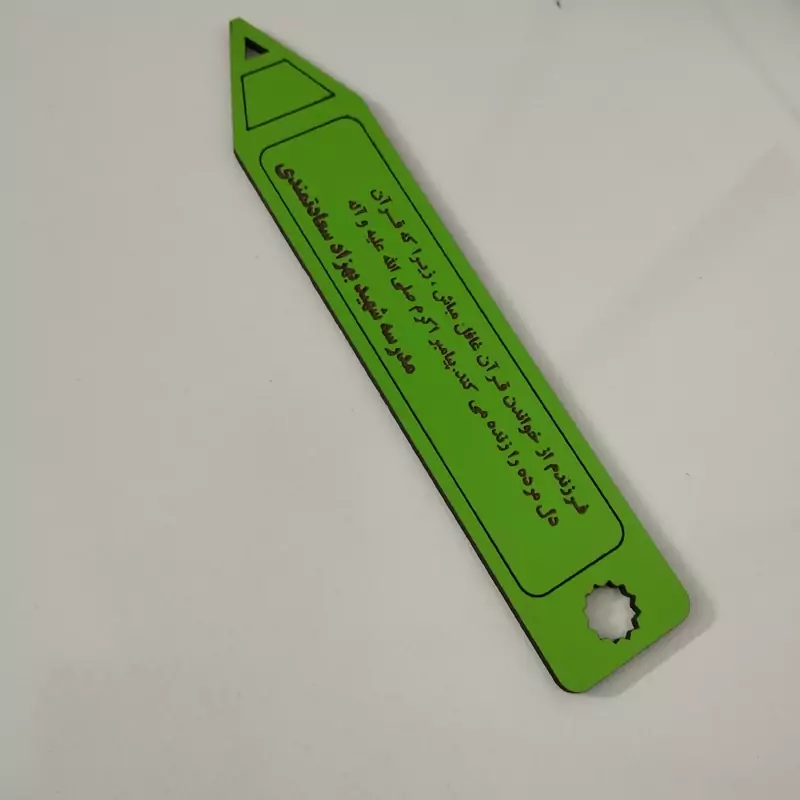 فرزندم از خواندن قرآن غافل مباش ، زیرا که قرآن
دل مرده را زنده می کند.پیامبر اکرم صلی الله علیه و آله
مدرسه شهید بهزاد سعادتمندی